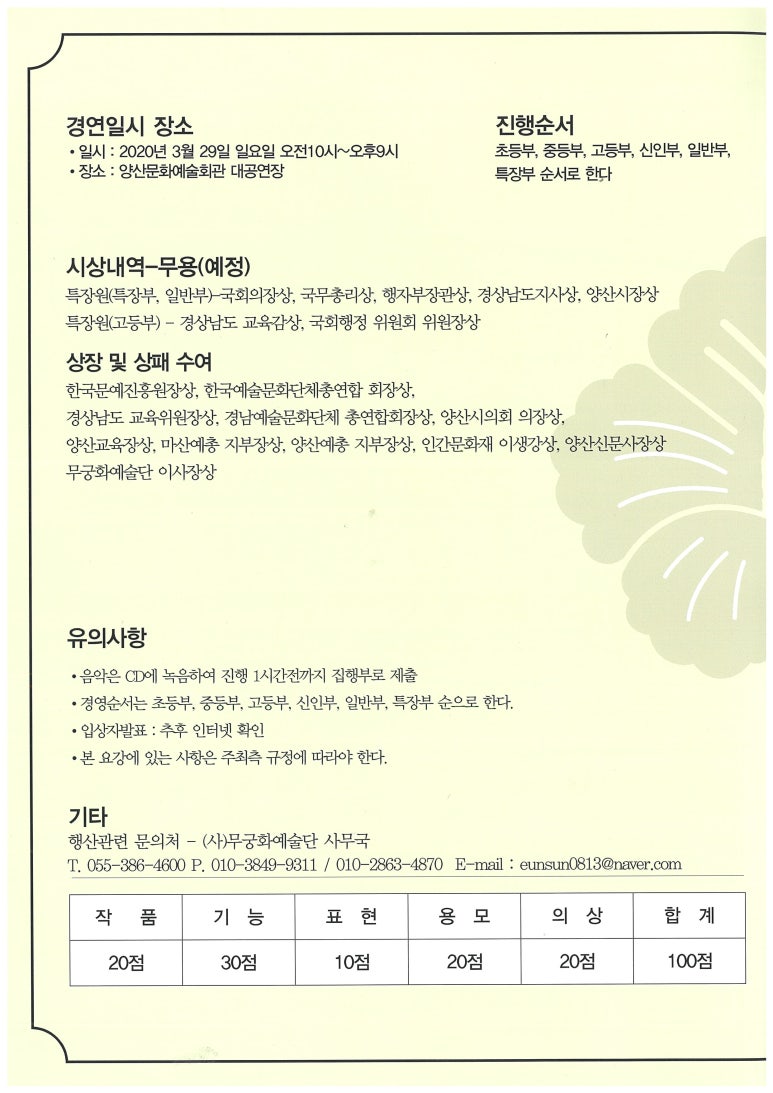 경연일시 장소
• 일시 : 2020년 3월 29일 일요일 오전10시~오후9시
• 장소 : 양산문화예술회관 대공연장
진행순서
초등부, 중등부, 고등부, 신인부, 일반부,
특장부 순서로 한다
시상내역-무용(예정)
특장원(특장부, 일반부)-국회의장상, 국무총리상, 행자부장관상, 경상남도지사상, 양산시장상
특장원(고등부) - 경상남도 교육감상, 국회행정 위원회 위원장상
상장 및 상패 수여
한국문예진흥원장상, 한국예술문화단체총연합 회장상,
경상남도 교육위원장상, 경남예술문화단체 총연합회장상, 양산시의회 의장상,
양산교육장상, 마산예총 지부장상, 양산예총 지부장상, 인간문화재 이생강상, 양산신문사장상
무궁화예술단 이사장상
유의사항
• 음악은 CD에 녹음하여 진행 1시간전까지 집행부로 제출
• 경영순서는 초등부, 중등부, 고등부, 신인부, 일반부, 특장부 순으로 한다.
• 입상자발표 : 추후 인터넷 확인
• 본 요강에 있는 사항은 주최측 규정에 따라야 한다.
기타
행산관련 문의처 - (사)무궁화예술단 사무국
T. 055-386-4600 P. 010-3849-9311 / 010-2863-4870 E-mail : eunsun0813@naver.com
작 품 기 능 표 현 용 모 의 상 합 계
20점 30점 10점 20점 20점 100점